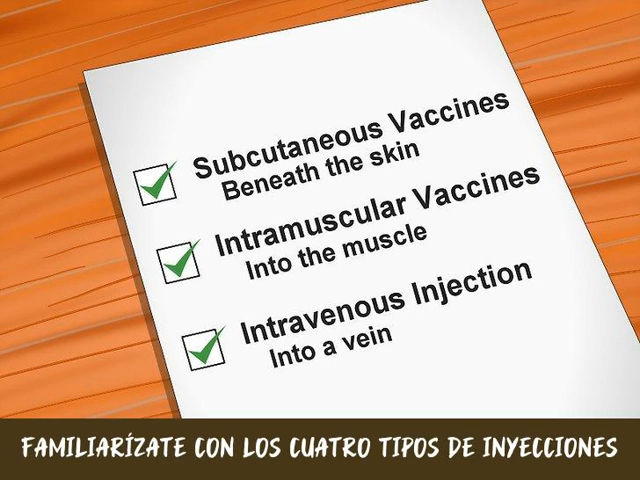 Subcutaneous Vaccines
Beneath the skin
Intramuscular Vaccines
Into the muscle
Intravenous Injection
Into a vein
FAMILIARÍZATE CON LOS CUATRO TIPOS DE INYECCIONES